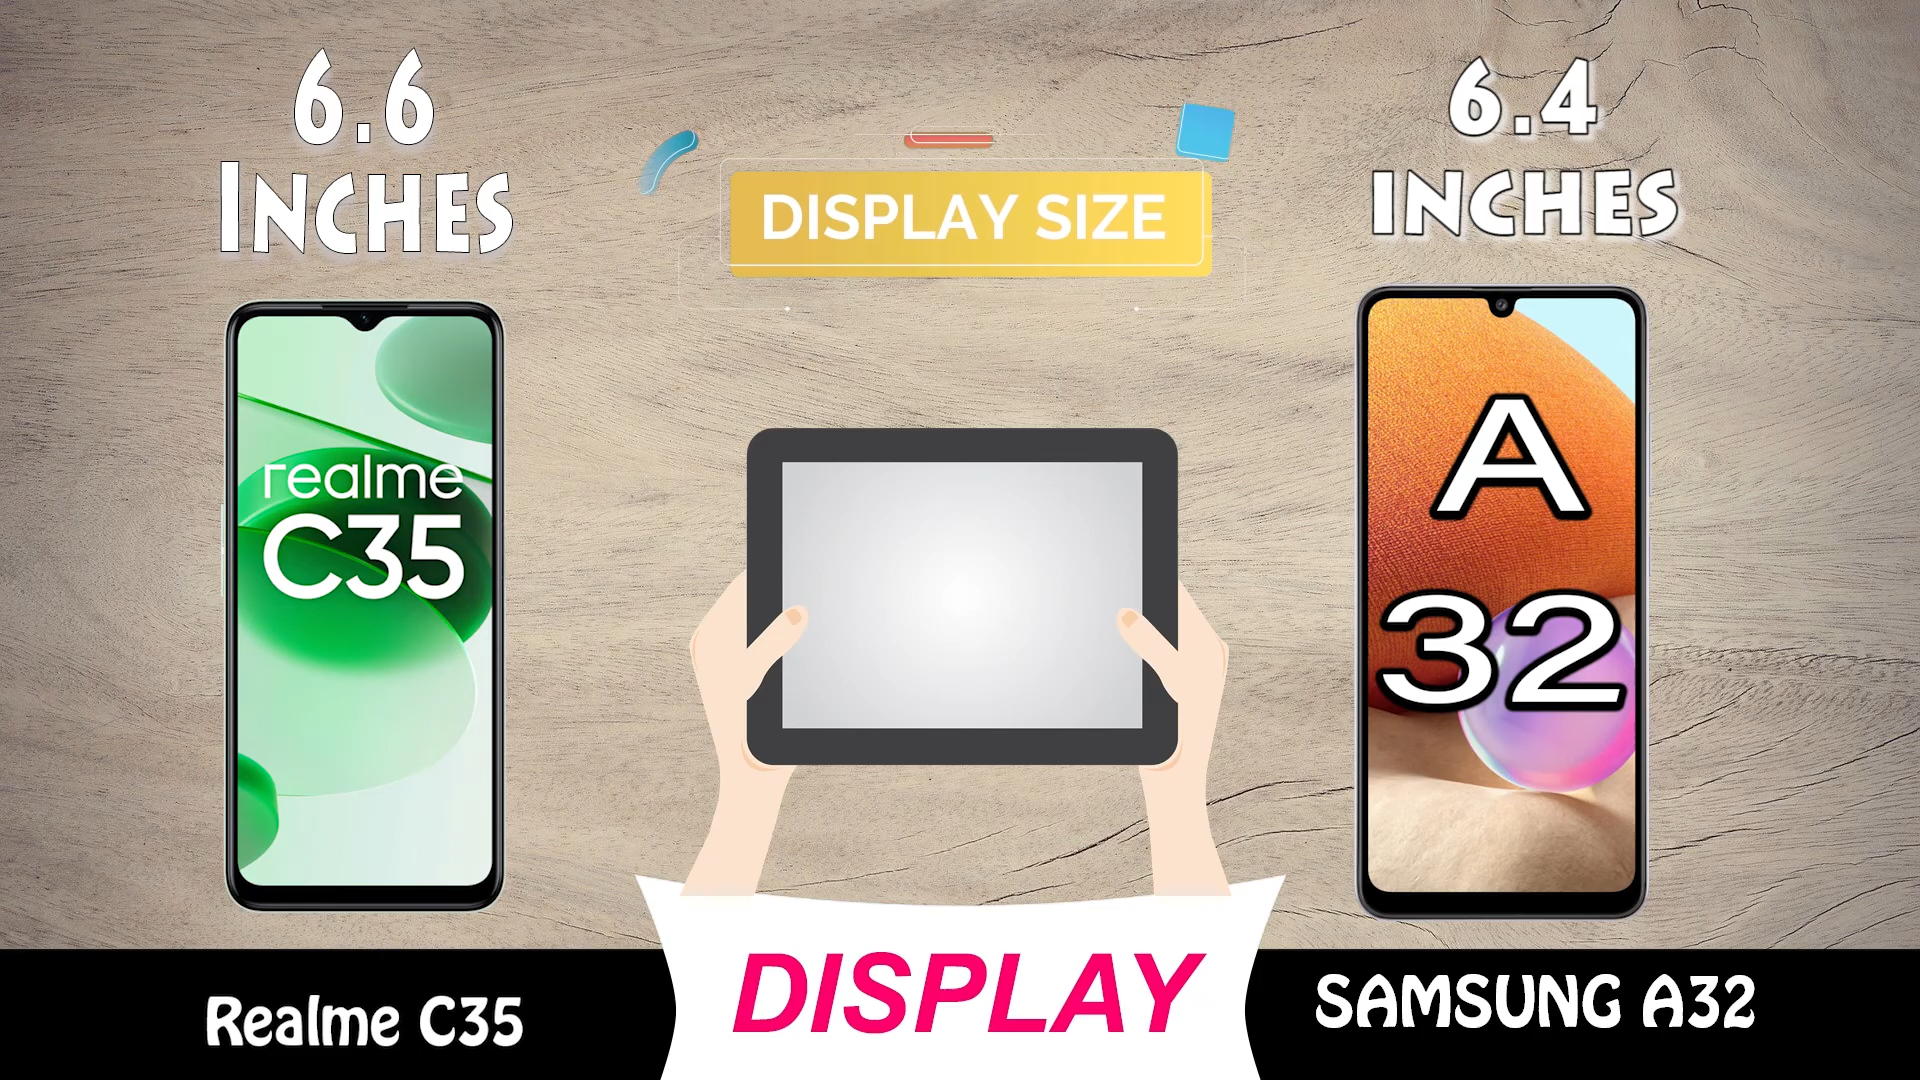 6.6
INCHES
DISPLAY SIZE
6.4
INCHES
realme
C35
A
32
Realme C35
DISPLAY
SAMSUNG A32